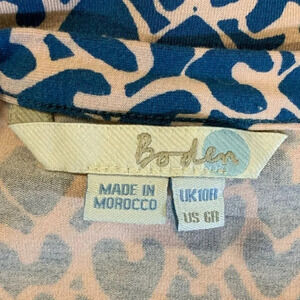 Boden
MADE IN
MOROCCO
UK10R
US 6R